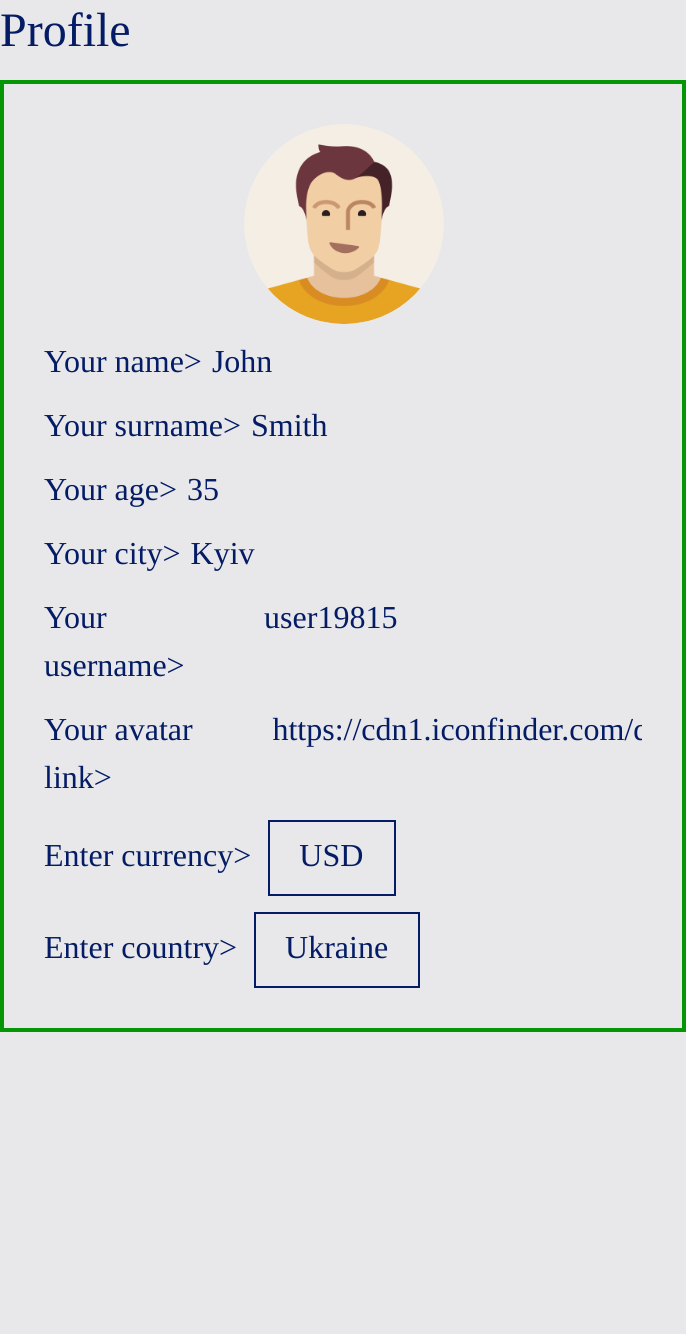 Profile
Your name> John
Your surname> Smith
Your age> 35
Your city> Kyiv
Your user19815
username>
Your avatar https://cdn1.iconfinder.com/
link>
Enter currency> USD
Enter country> Ukraine